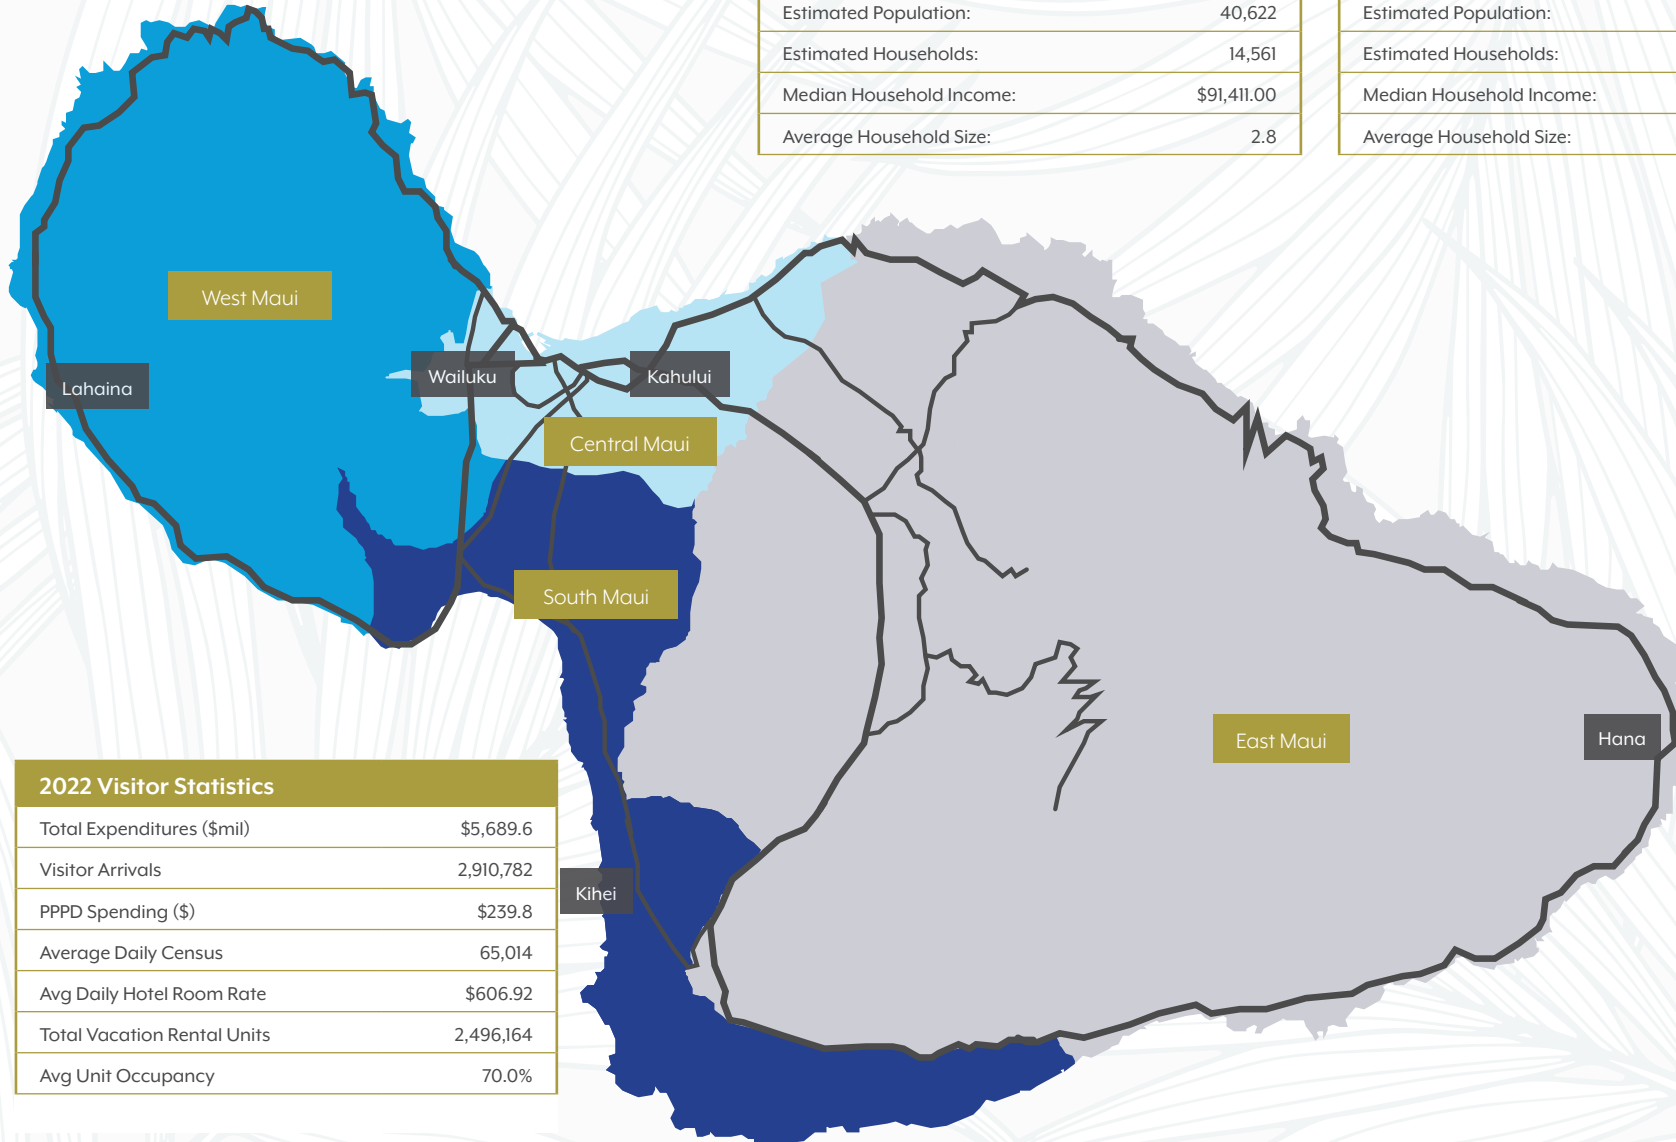 Estimated Population: 40,622
Estimated Households: 14,561
Median Household Income: $91,411.00
Average Household Size: 2.8
Estimated Population:
Estimated Households:
Median Household Income:
Average Household Size:
West Maui
Lahaina
Wailuku
Kahului
Central Maui
South Maui
East Maui
Hana
Kihei
2022 Visitor Statistics
Total Expenditures ($mil) $5,689.6
Visitor Arrivals 2,910,782
PPPD Spending ($) $239.8
Average Daily Census 65,014
Avg Daily Hotel Room Rate $606.92
Total Vacation Rental Units 2,496,164
Avg Unit Occupancy 70.0%